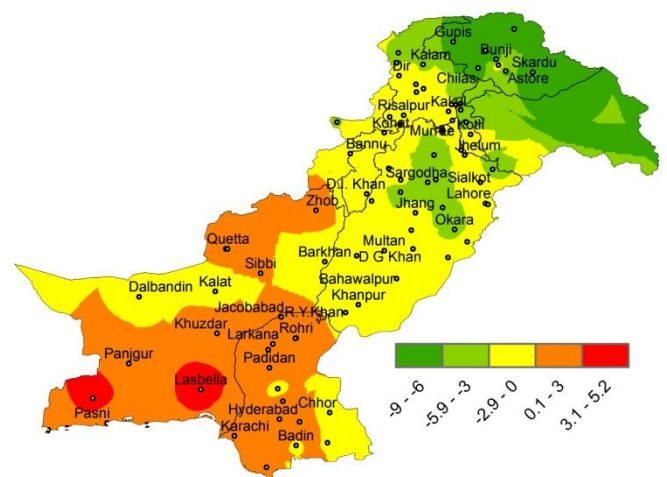 Gupis
Bunji
Kalam
Skardu
Dir
Chilas
Astore
Risalpur
Kakul
Kohat
Kotli
Bannu
Jhelum
Sargodha
Sialkot
D.I. Khan
Lahore
Zhob
Jhang
Okara
Quetta
Multan
Barkhan
D G Khan
Sibbi
Kalat
Bahawalpur
Dalbandin
Khanpur
Jacobabad
R.Y.Khan
Khuzdar
Rohri
Larkana
Panjgur
Padidan
Lasbella
Pasni
Hyderabad
Chhor
Karachi
Badin
-9 - -6
-5.9 - -3
-2.9 - 0
0.1 - 3
3.1 - 5.2